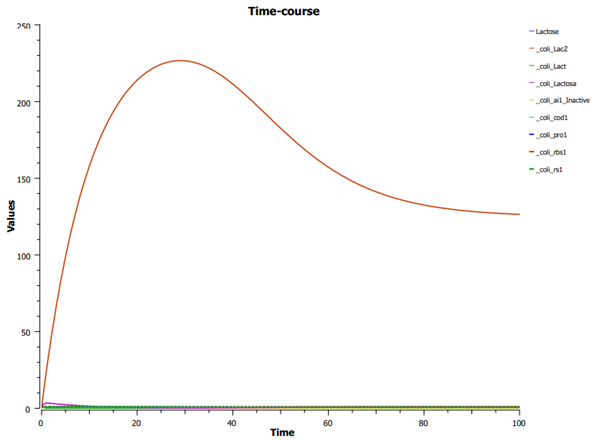 Time-course
250
200
150
100
50
0
Values
0
20
40
60
80
100
Time
Lactose
_coli_LacZ
_coli_Lact
_coli_Lactosa
_coli_ai1_Inactive
_coli_cod1
_coli_pro1
_coli_rbs1
_coli_rs1